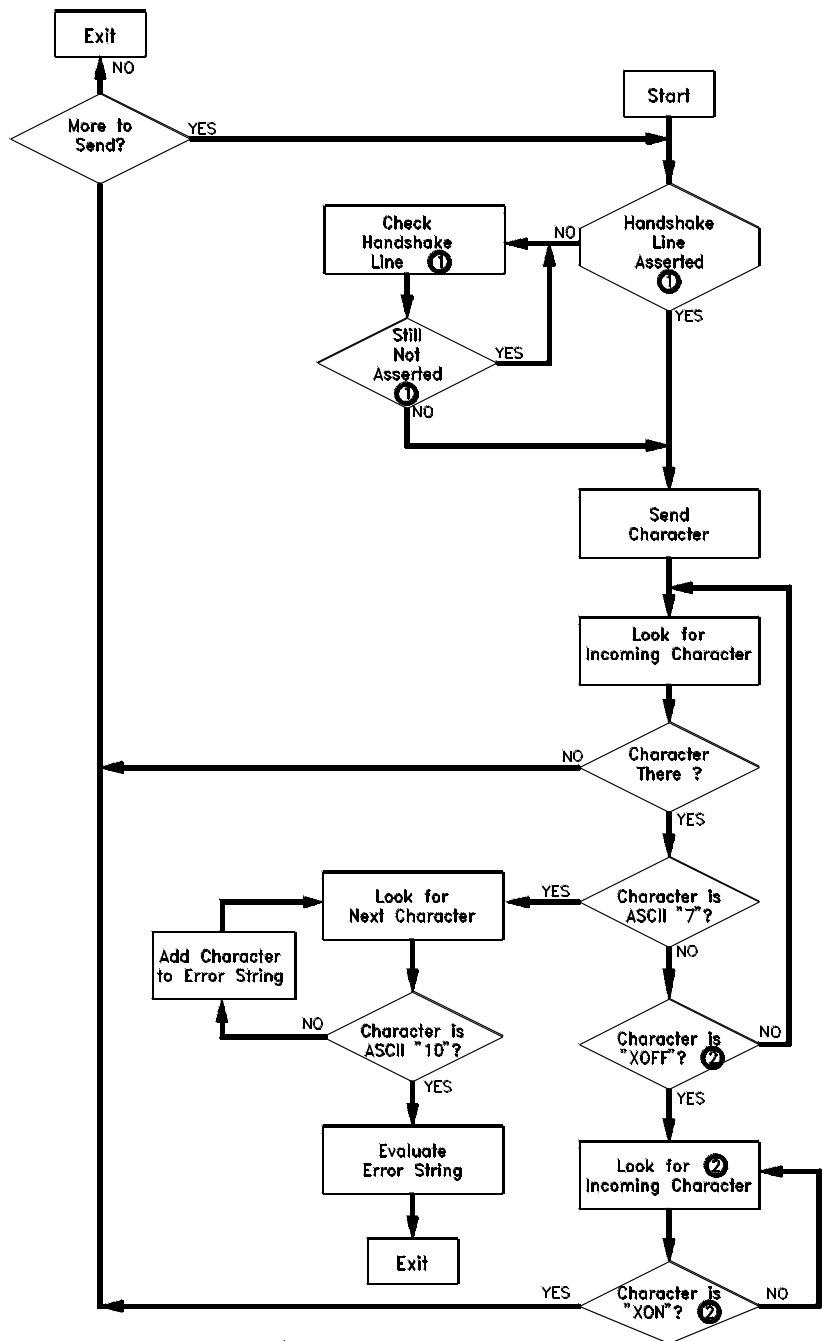 Exit
NO
More to
Send?
YES
Start
Handshake
Line
Asserted
1
NO
YES
Check
Handshake
Line 1
Still
Not
Asserted
1
YES
NO
Send
Character
Look for
Incoming Character
Character
There ?
NO
YES
Character is
ASCII "7"?
YES
NO
Look for
Next Character
Add Character
to Error String
Character is
ASCII "10"?
NO
YES
Evaluate
Error String
Exit
Character is
"XOFF"? 2
NO
YES
Look for 2
Incoming Character
Character is
"XON"? 2
YES
NO